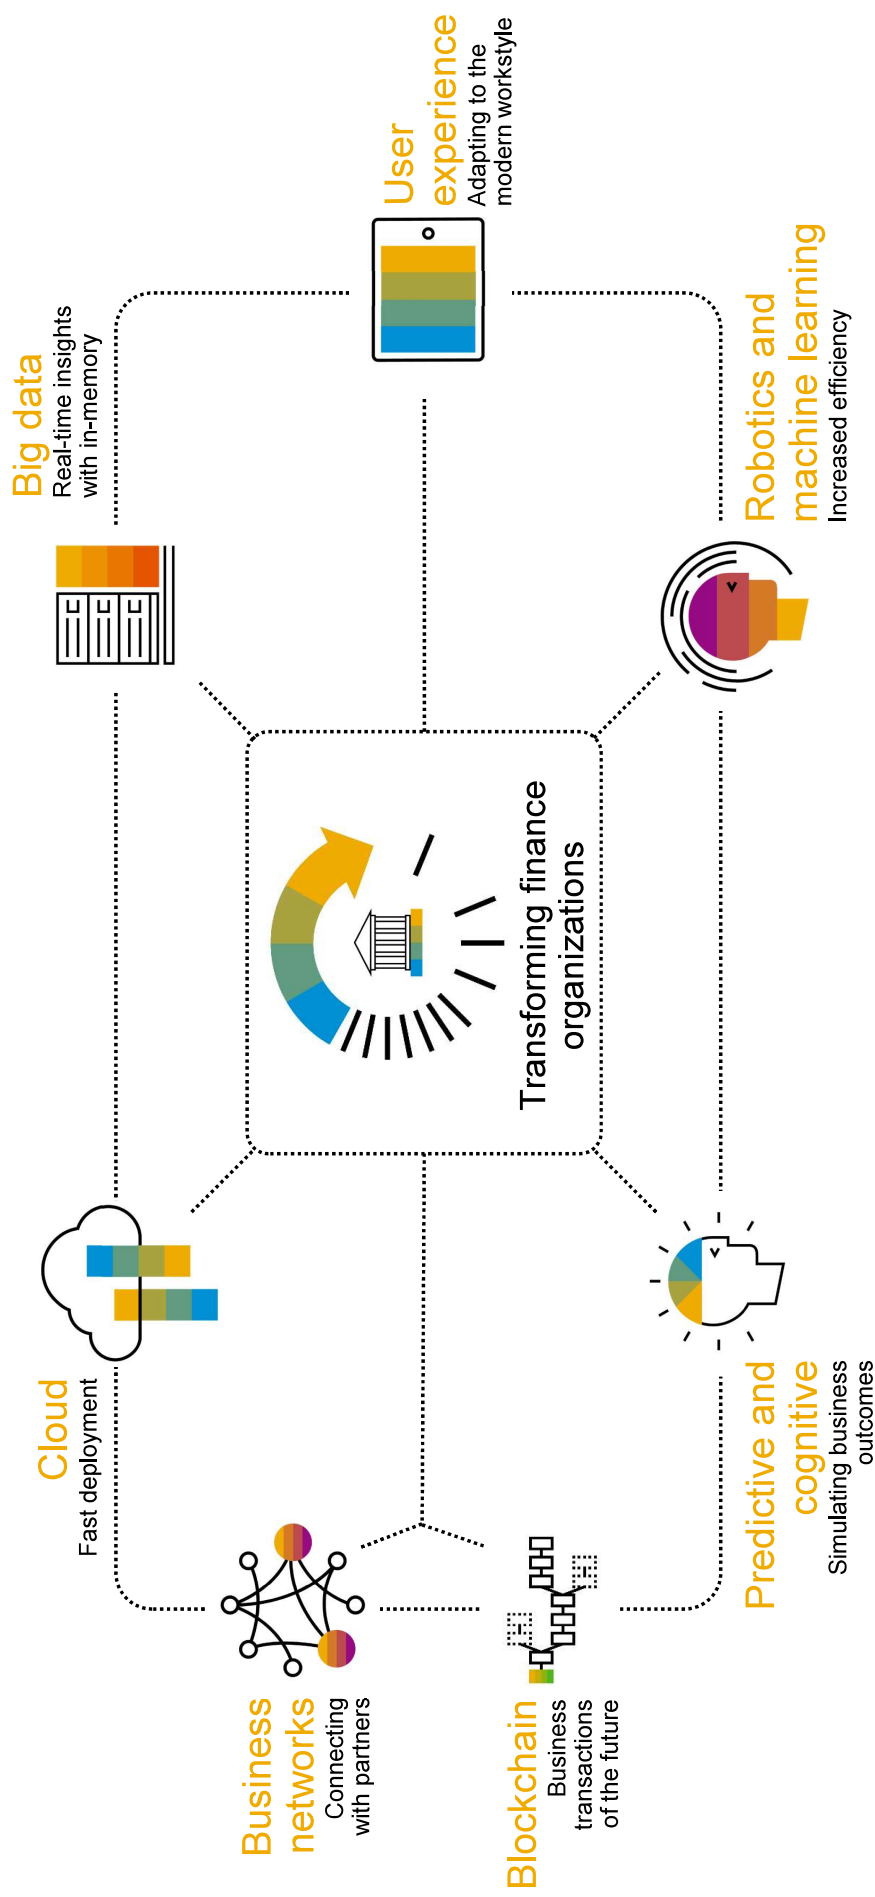 Cloud
Fast deployment
Big data
Real-time insights
with in-memory
Business
networks
Connecting
with partners
User
experience
Adapting to the
modern workstyle
Transforming finance
organizations
Blockchain
Business
transactions
of the future
Predictive and
cognitive
Simulating business
outcomes
Robotics and
machine learning
Increased efficiency